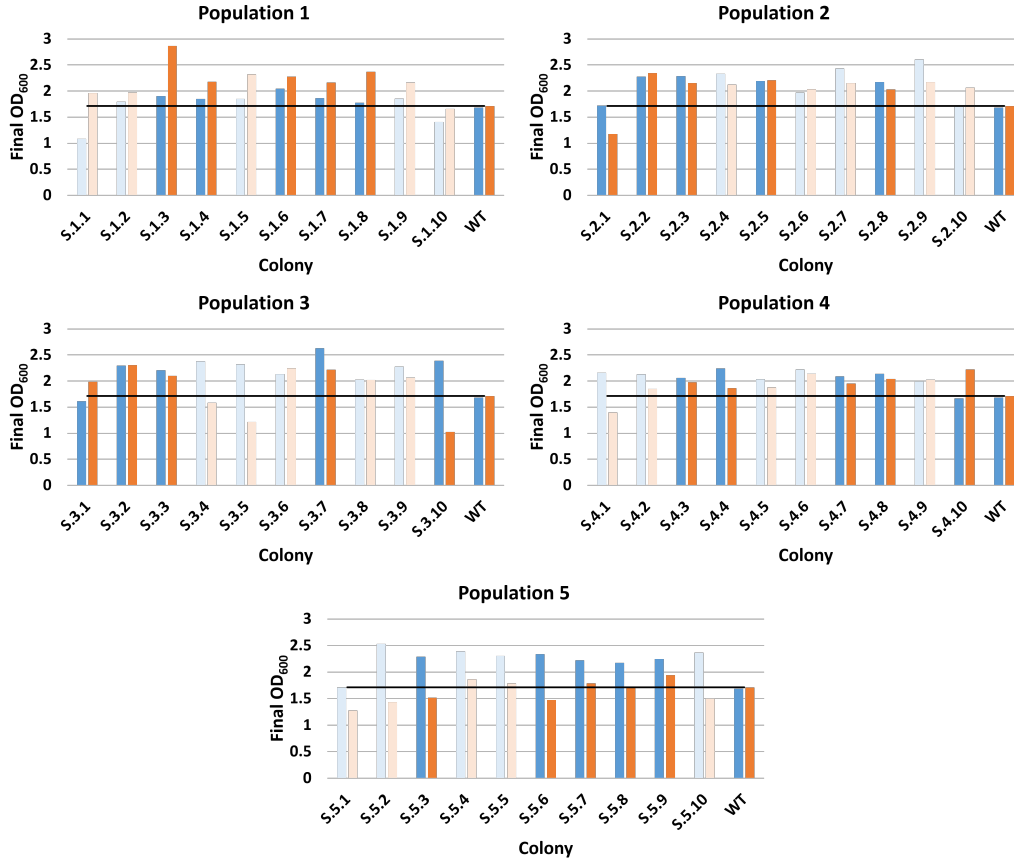 Population 1
Final OD600
3
2.5
2
1.5
1
0.5
0
S.1.1
S.1.2
S.1.3
S.1.4
S.1.5
S.1.6
S.1.7
S.1.8
S.1.9
S.1.10
WT
Colony
Population 2
Final OD600
3
2.5
2
1.5
1
0.5
0
S.2.1
S.2.2
S.2.3
S.2.4
S.2.5
S.2.6
S.2.7
S.2.8
S.2.9
S.2.10
WT
Colony
Population 3
Final OD600
3
2.5
2
1.5
1
0.5
0
S.3.1
S.3.2
S.3.3
S.3.4
S.3.5
S.3.6
S.3.7
S.3.8
S.3.9
S.3.10
WT
Colony
Population 4
Final OD600
3
2.5
2
1.5
1
0.5
0
S.4.1
S.4.2
S.4.3
S.4.4
S.4.5
S.4.6
S.4.7
S.4.8
S.4.9
S.4.10
WT
Colony
Population 5
Final OD600
3
2.5
2
1.5
1
0.5
0
S.5.1
S.5.2
S.5.3
S.5.4
S.5.5
S.5.6
S.5.7
S.5.8
S.5.9
S.5.10
WT
Colony